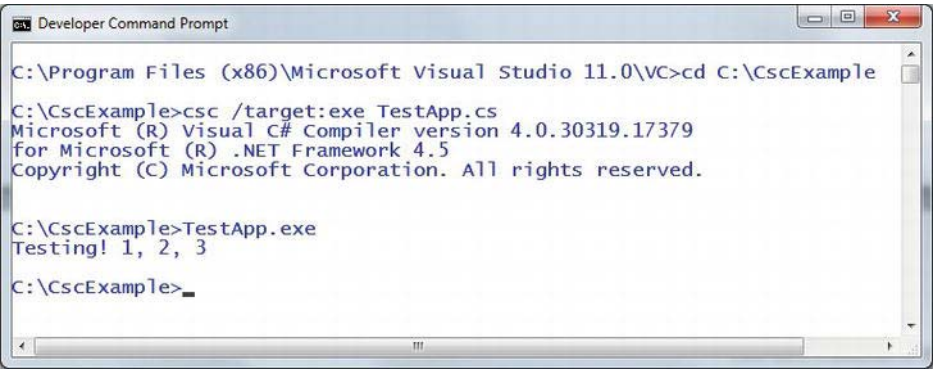 Developer Command Prompt
C:\Program Files (x86)\Microsoft Visual Studio 11.0\VC>cd C:\CscExample
C:\CscExample>csc /target:exe TestApp.cs
Microsoft (R) Visual C# Compiler version 4.0.30319.17379
for Microsoft (R) .NET Framework 4.5
Copyright (C) Microsoft Corporation. All rights reserved.
C:\CscExample>TestApp.exe
Testing! 1, 2, 3
C:\CscExample>